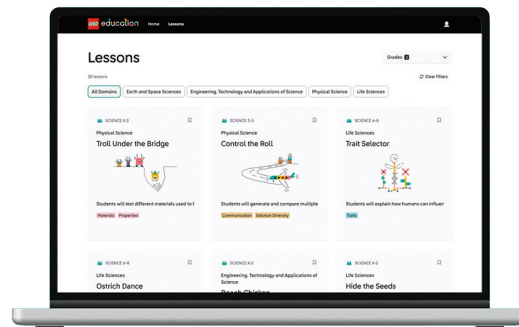 LEGO education Home Lessons
Lessons
Grades
28 lessons
Clear Filters
All Domains
Earth and Space Sciences
Engineering, Technology and Applications of Science
Physical Science
Life Sciences
SCIENCE K-2
Physical Science
Troll Under the Bridge
Students will test different materials used to l
Materials Properties
SCIENCE 3-5
Physical Science
Control the Roll
Students will generate and compare multiple
Communication Solution Diversity
SCIENCE 6-8
Life Sciences
Trait Selector
Students will explain how humans can influer
Traits
SCIENCE 6-8
Life Sciences
Ostrich Dance
SCIENCE K-2
Engineering, Technology and Applications of
Science
Beach Chicken
SCIENCE K-2
Life Sciences
Hide the Seeds